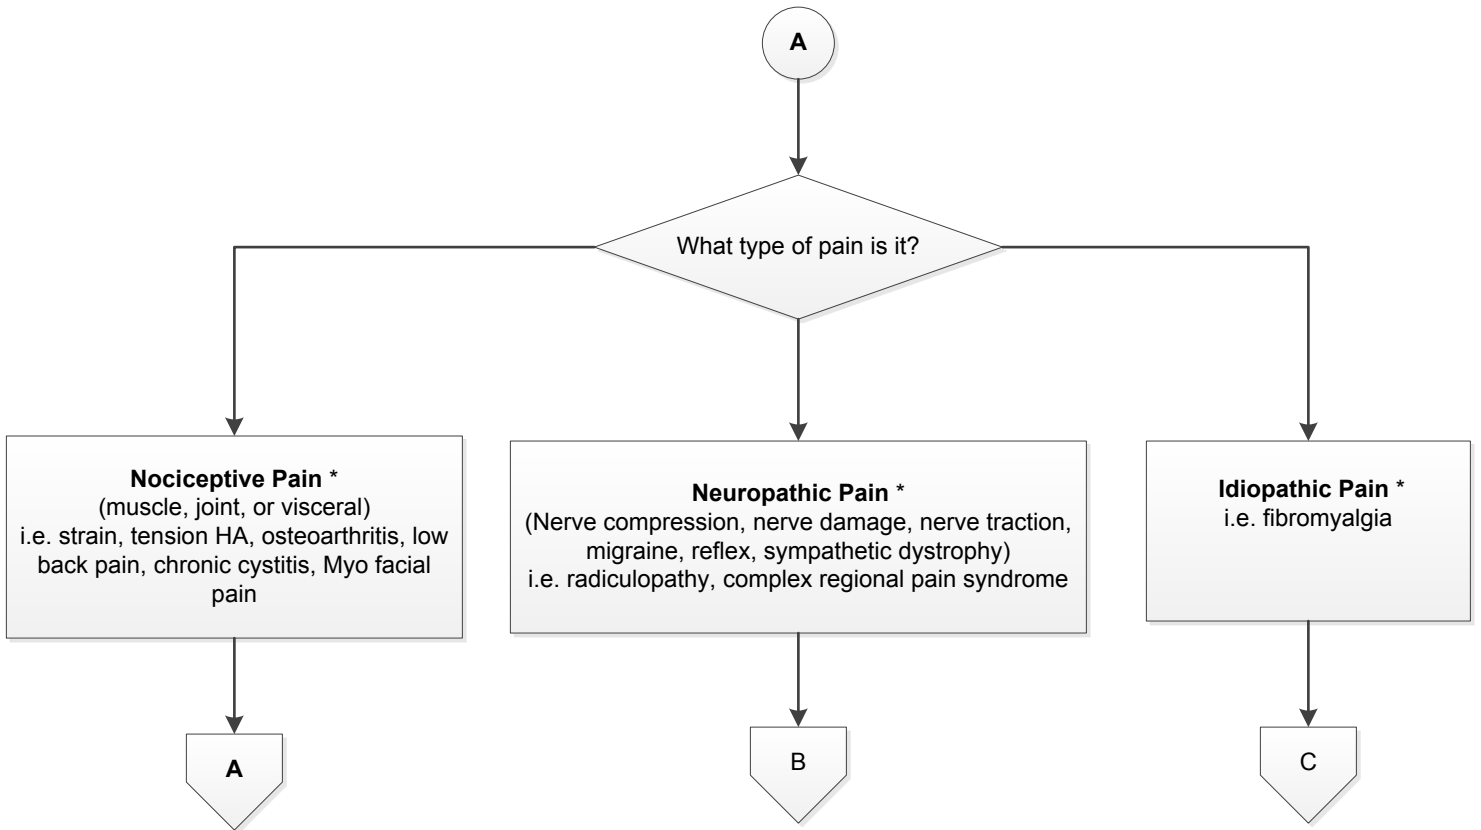 A
What type of pain is it?
Nociceptive Pain *
(muscle, joint, or visceral)
i.e. strain, tension HA, osteoarthritis, low
back pain, chronic cystitis, Myo facial
pain
Neuropathic Pain *
(Nerve compression, nerve damage, nerve traction,
migraine, reflex, sympathetic dystrophy)
i.e. radiculopathy, complex regional pain syndrome
Idiopathic Pain *
i.e. fibromyalgia
A
B
C